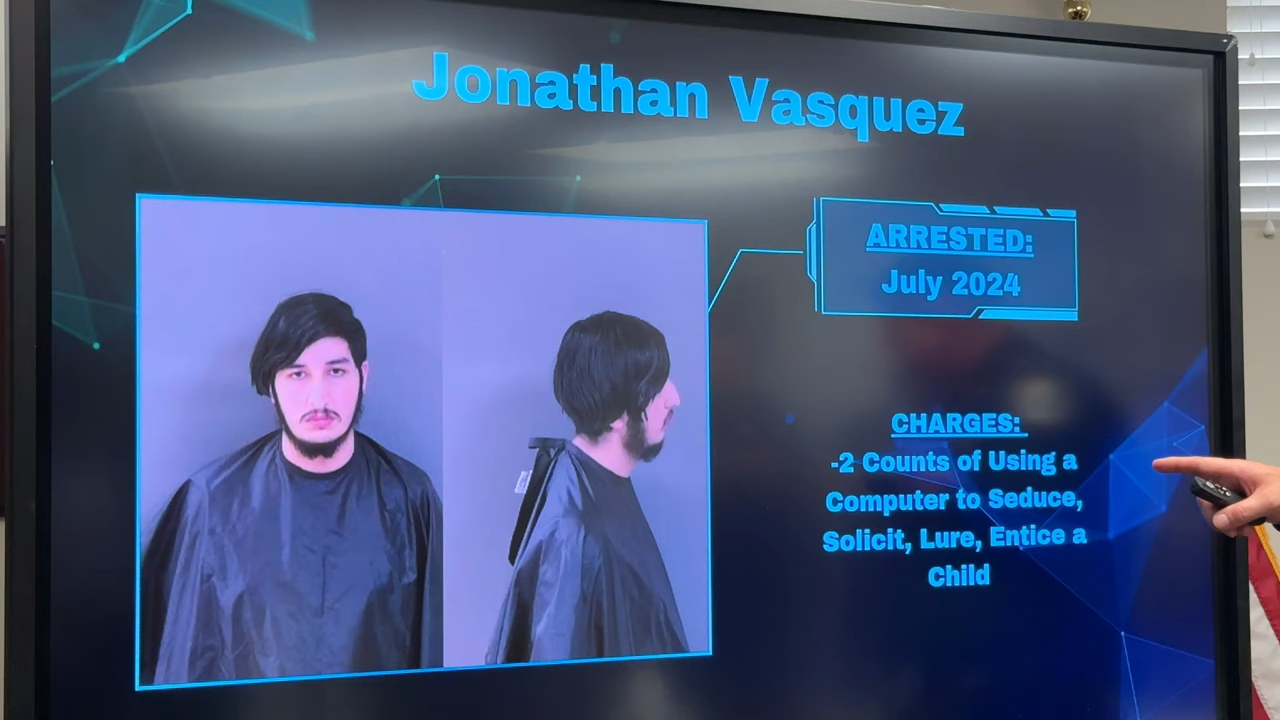 Jonathan Vasquez
ARRESTED:
July 2024
CHARGES:
-2 Counts of Using a
Computer to Seduce,
Solicit, Lure, Entice a
Child